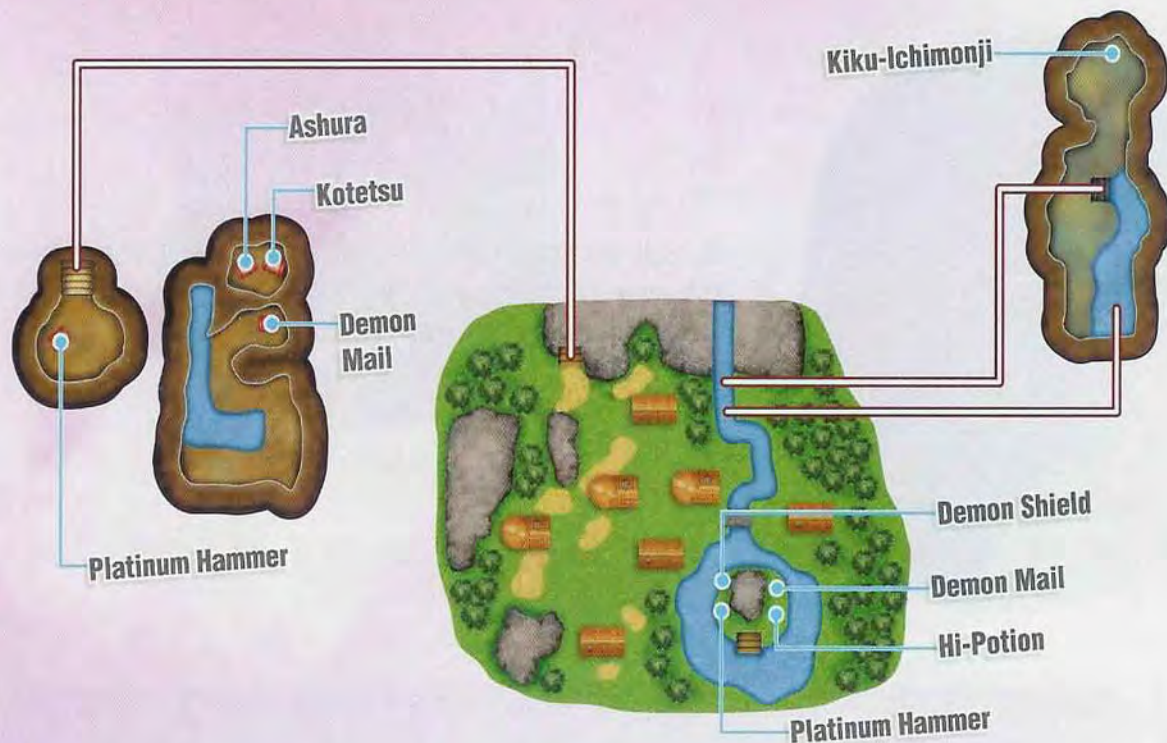 Kiku-Ichimonji
Ashura
Kotetsu
Demon
Mail
Platinum Hammer
Demon Shield
Demon Mail
Hi-Potion
Platinum Hammer